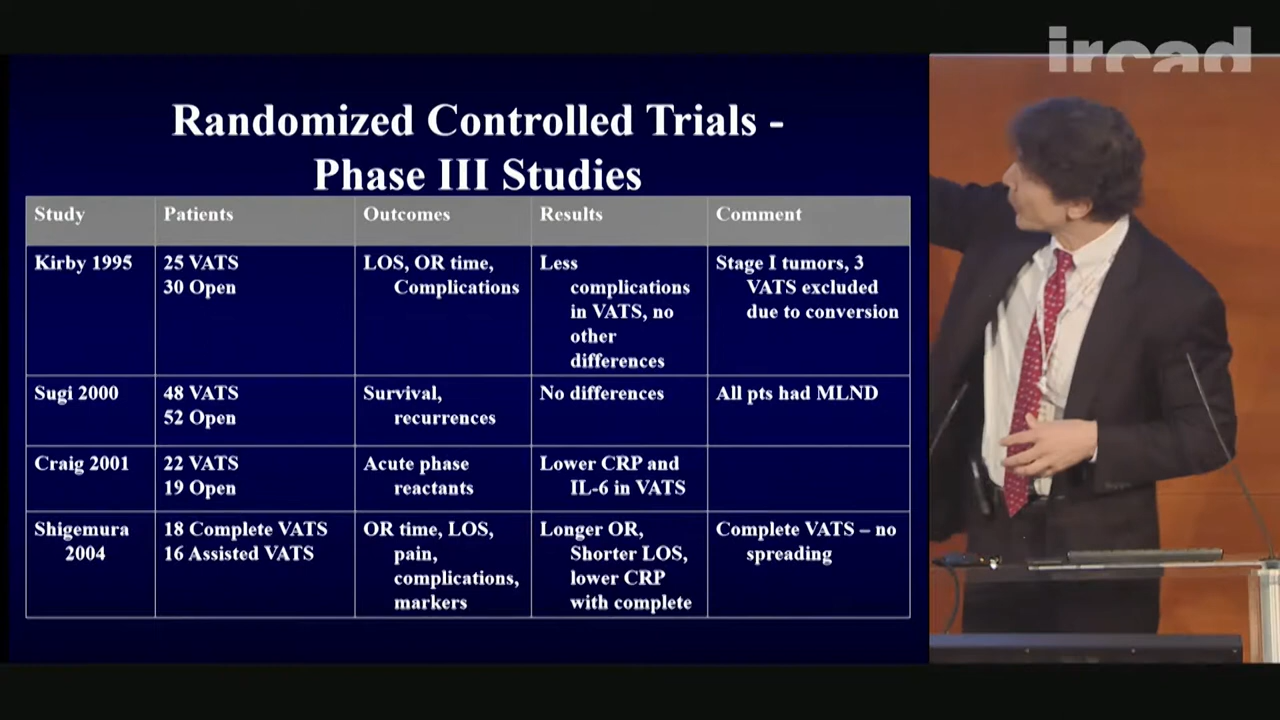 ircad
Randomized Controlled Trials -
Phase III Studies
Study
Patients
Outcomes
Results
Comment
Kirby 1995
25 VATS
30 Open
LOS, OR time,
Complications
Less
complications
in VATS, no
other
differences
Stage I tumors, 3
VATS excluded
due to conversion
Sugi 2000
48 VATS
52 Open
Survival,
recurrences
No differences
All pts had MLND
Craig 2001
22 VATS
19 Open
Acute phase
reactants
Lower CRP and
IL-6 in VATS
Shigemura
2004
18 Complete VATS
16 Assisted VATS
OR time, LOS,
pain,
complications,
markers
Longer OR,
Shorter LOS,
lower CRP
with complete
Complete VATS – no
spreading